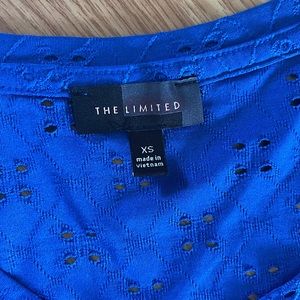 THE LIMITED
XS
made in
vietnam